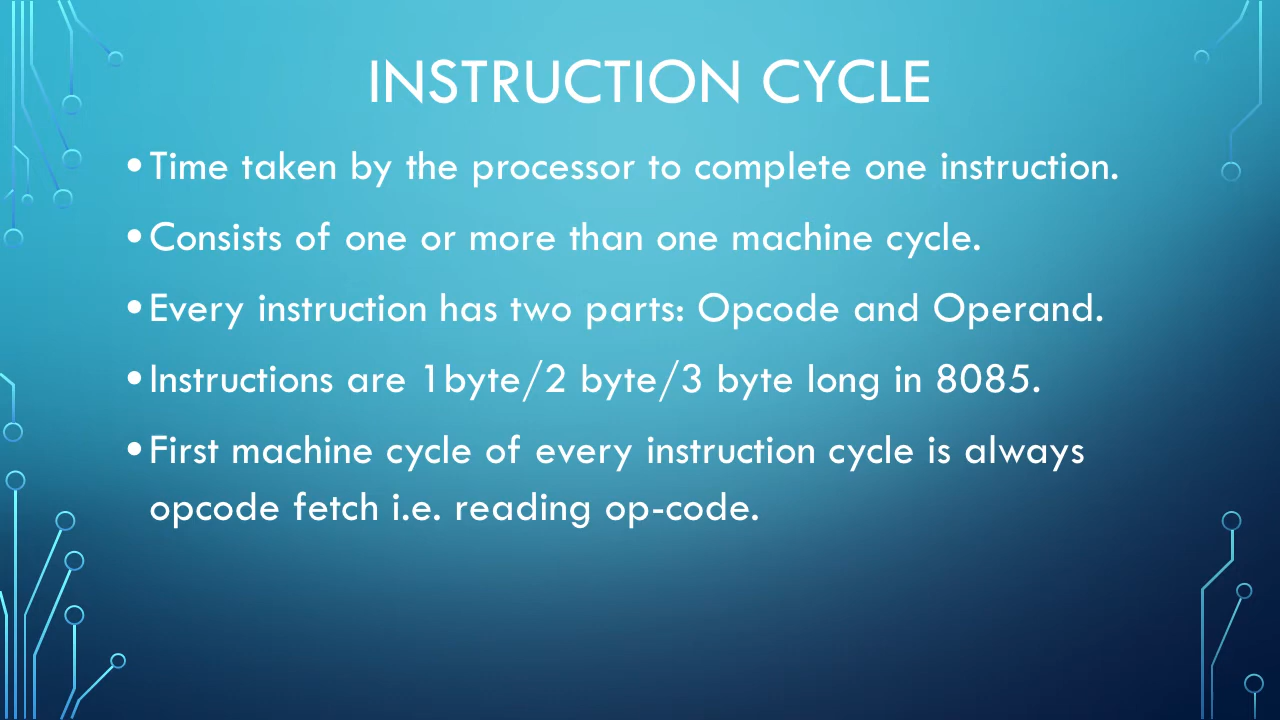 INSTRUCTION CYCLE
•Time taken by the processor to complete one instruction.
•Consists of one or more than one machine cycle.
•Every instruction has two parts: Opcode and Operand.
•Instructions are 1byte/2 byte/3 byte long in 8085.
•First machine cycle of every instruction cycle is always
opcode fetch i.e. reading op-code.